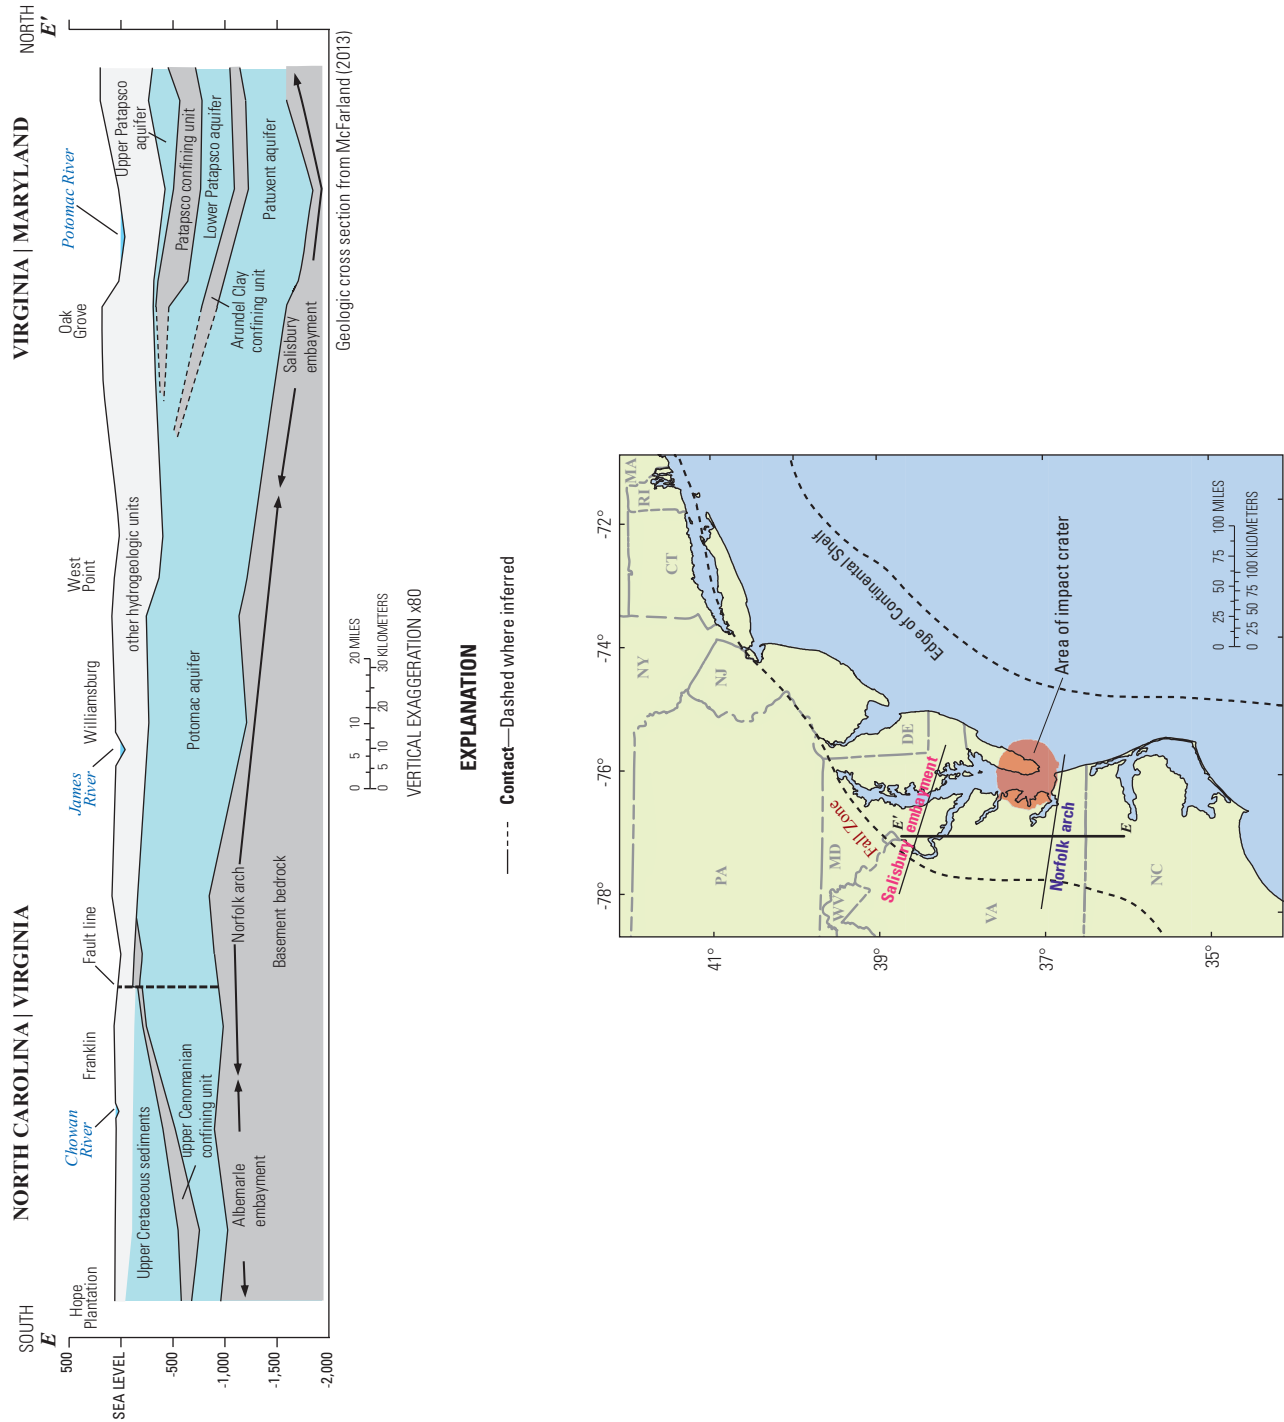 SOUTH
E
NORTH CAROLINA | VIRGINIA
VIRGINIA | MARYLAND
NORTH
E'
Hope
Plantation
Chowan
River
Franklin
Fault line
James
River
Williamsburg
West
Point
Oak
Grove
Potomac River
500
SEA LEVEL
-500
-1,000
-1,500
-2,000
Upper Cretaceous sediments
upper Cenomanian
confining unit
Albemarle
embayment
Norfolk arch
Basement bedrock
Potomac aquifer
other hydrogeologic units
Salisbury
embayment
Arundel Clay
confining unit
Upper Patapsco
aquifer
Patapsco confining unit
Lower Patapsco aquifer
Patuxent aquifer
Geologic cross section from McFarland (2013)
0 5 10 20 MILES
0 5 10 20 30 KILOMETERS
VERTICAL EXAGGERATION x80
EXPLANATION
Contact—Dashed where inferred
-78°
-76°
-74°
-72°
41°
39°
37°
35°
PA
NY
NJ
CT
RI
MA
WV
MD
DE
VA
NC
Fall Zone
E'
Salisbury embayment
Norfolk arch
E
Edge of Continental Shelf
Area of impact crater
0 25 50 75 100 MILES
0 25 50 75 100 KILOMETERS